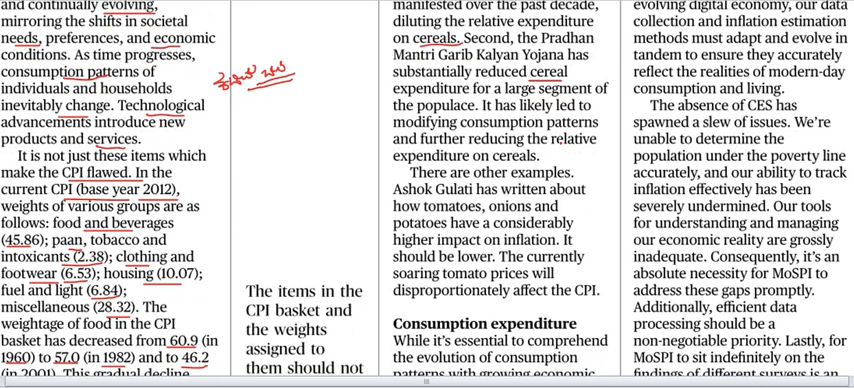 and continually evolving,
mirroring the shifts in societal
needs, preferences, and economic
conditions. As time progresses,
consumption patterns of
individuals and households
inevitably change. Technological
advancements introduce new
products and services.
It is not just these items which
make the CPI flawed. In the
current CPI (base year 2012),
weights of various groups are as
follows: food and beverages
(45.86); paan, tobacco and
intoxicants (2.38); clothing and
footwear (6.53); housing (10.07);
fuel and light (6.84);
miscellaneous (28.32). The
weightage of food in the CPI
basket has decreased from 60.9 (in
1960) to 57.0 (in 1982) and to 46.2
(in 2001). This gradual decline
The items in the
CPI basket and
the weights
assigned to
them should not
manifested over the past decade,
diluting the relative expenditure
on cereals. Second, the Pradhan
Mantri Garib Kalyan Yojana has
substantially reduced cereal
expenditure for a large segment of
the populace. It has likely led to
modifying consumption patterns
and further reducing the relative
expenditure on cereals.
There are other examples.
Ashok Gulati has written about
how tomatoes, onions and
potatoes have a considerably
higher impact on inflation. It
should be lower. The currently
soaring tomato prices will
disproportionately affect the CPI.
Consumption expenditure
While it's essential to comprehend
the evolution of consumption
patterns with growing economic
evolving digital economy, our data
collection and inflation estimation
methods must adapt and evolve in
tandem to ensure they accurately
reflect the realities of modern-day
consumption and living.
The absence of CES has
spawned a slew of issues. We're
unable to determine the
population under the poverty line
accurately, and our ability to track
inflation effectively has been
severely undermined. Our tools
for understanding and managing
our economic reality are grossly
inadequate. Consequently, it's an
absolute necessity for MoSPI to
address these gaps promptly.
Additionally, efficient data
processing should be a
non-negotiable priority. Lastly, for
MoSPI to sit indefinitely on the
findings of different surveys is an